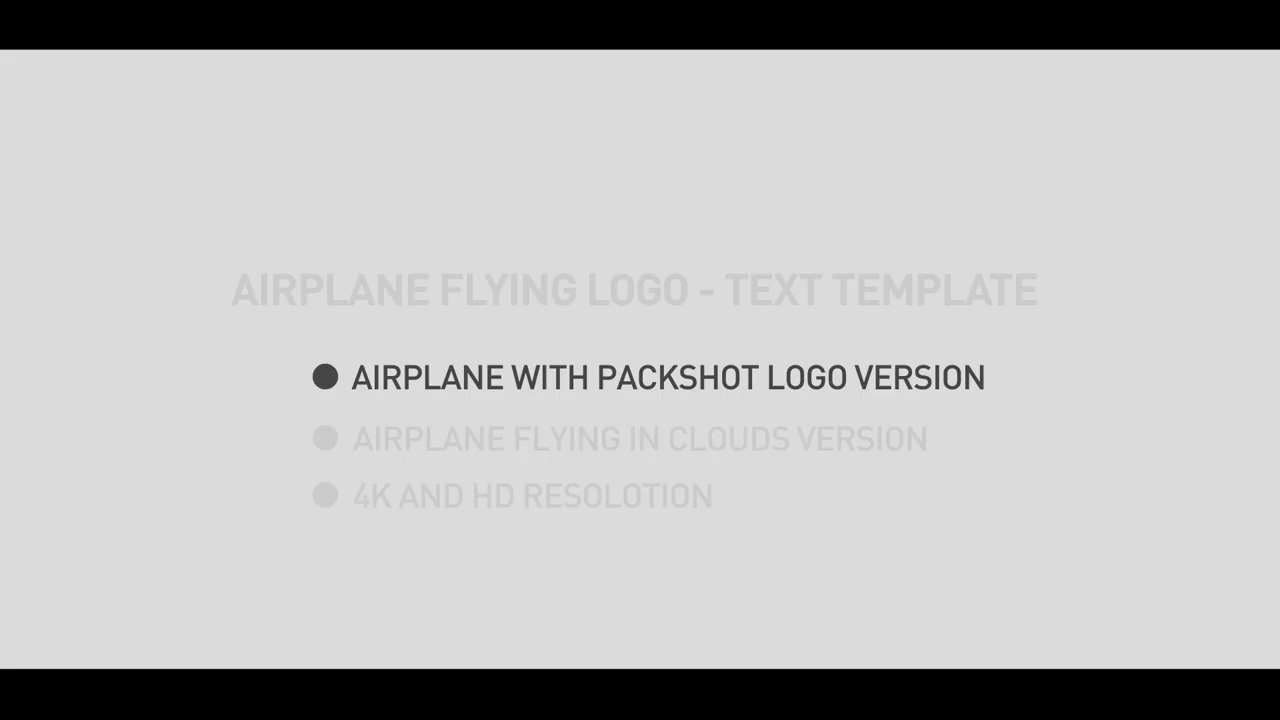 AIRPLANE FLYING LOGO - TEXT TEMPLATE
AIRPLANE WITH PACKSHOT LOGO VERSION
AIRPLANE FLYING IN CLOUDS VERSION
4K AND HD RESOLOTION